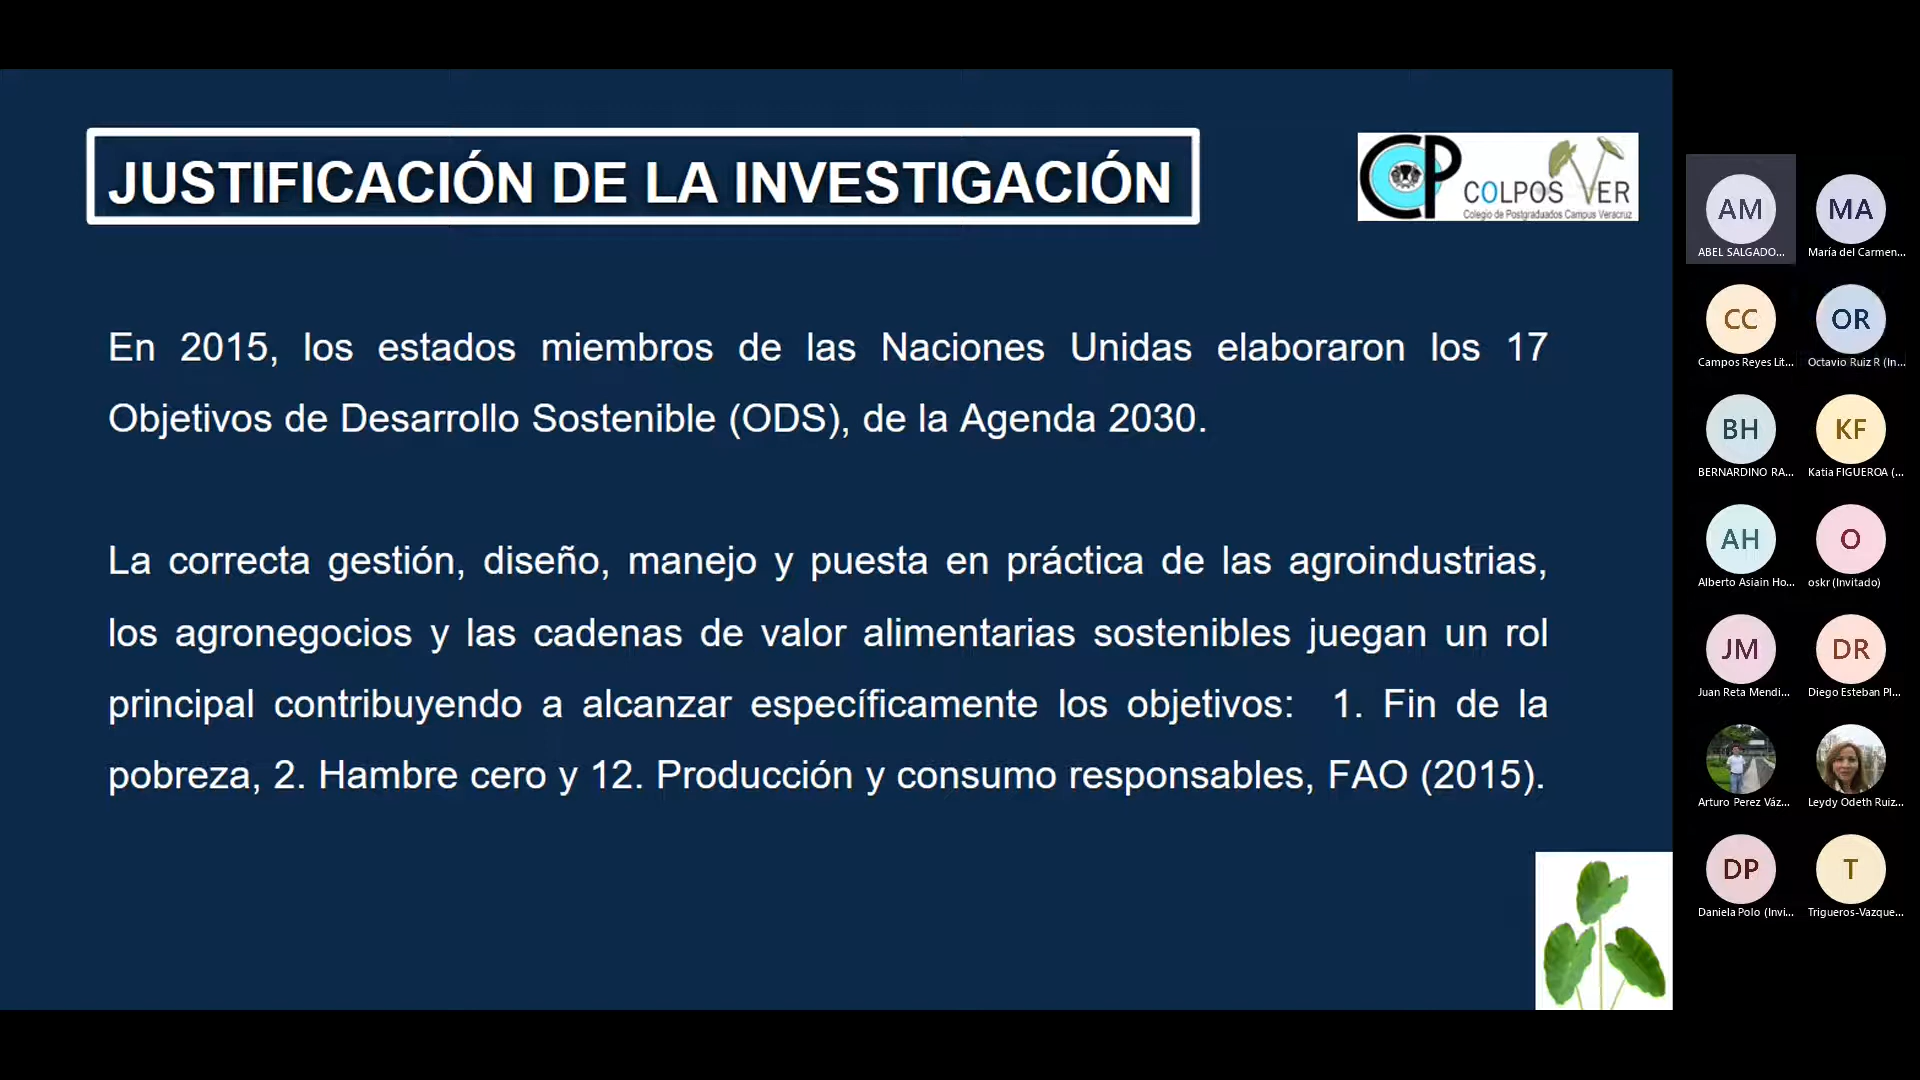 JUSTIFICACIÓN DE LA INVESTIGACIÓN
CP COLPOS VER
Colegio de Postgraduados Campus Veracruz
En 2015, los estados miembros de las Naciones Unidas elaboraron los 17
Objetivos de Desarrollo Sostenible (ODS), de la Agenda 2030.
La correcta gestión, diseño, manejo y puesta en práctica de las agroindustrias,
los agronegocios y las cadenas de valor alimentarias sostenibles juegan un rol
principal contribuyendo a alcanzar específicamente los objetivos: 1. Fin de la
pobreza, 2. Hambre cero y 12. Producción y consumo responsables, FAO (2015).
AM
ABEL SALGADO...
MA
María del Carmen...
CC
Campos Reyes Lit...
OR
Octavio Ruiz R (In...
BH
BERNARDINO RA...
KF
Katia FIGUEROA (...
AH
Alberto Asiain Ho...
O
oskr (Invitado)
JM
Juan Reta Mendi...
DR
Diego Esteban Pl...
Arturo Perez Váz...
Leydy Odeth Ruiz...
DP
Daniela Polo (Invi...
T
Trigueros-Vazque...